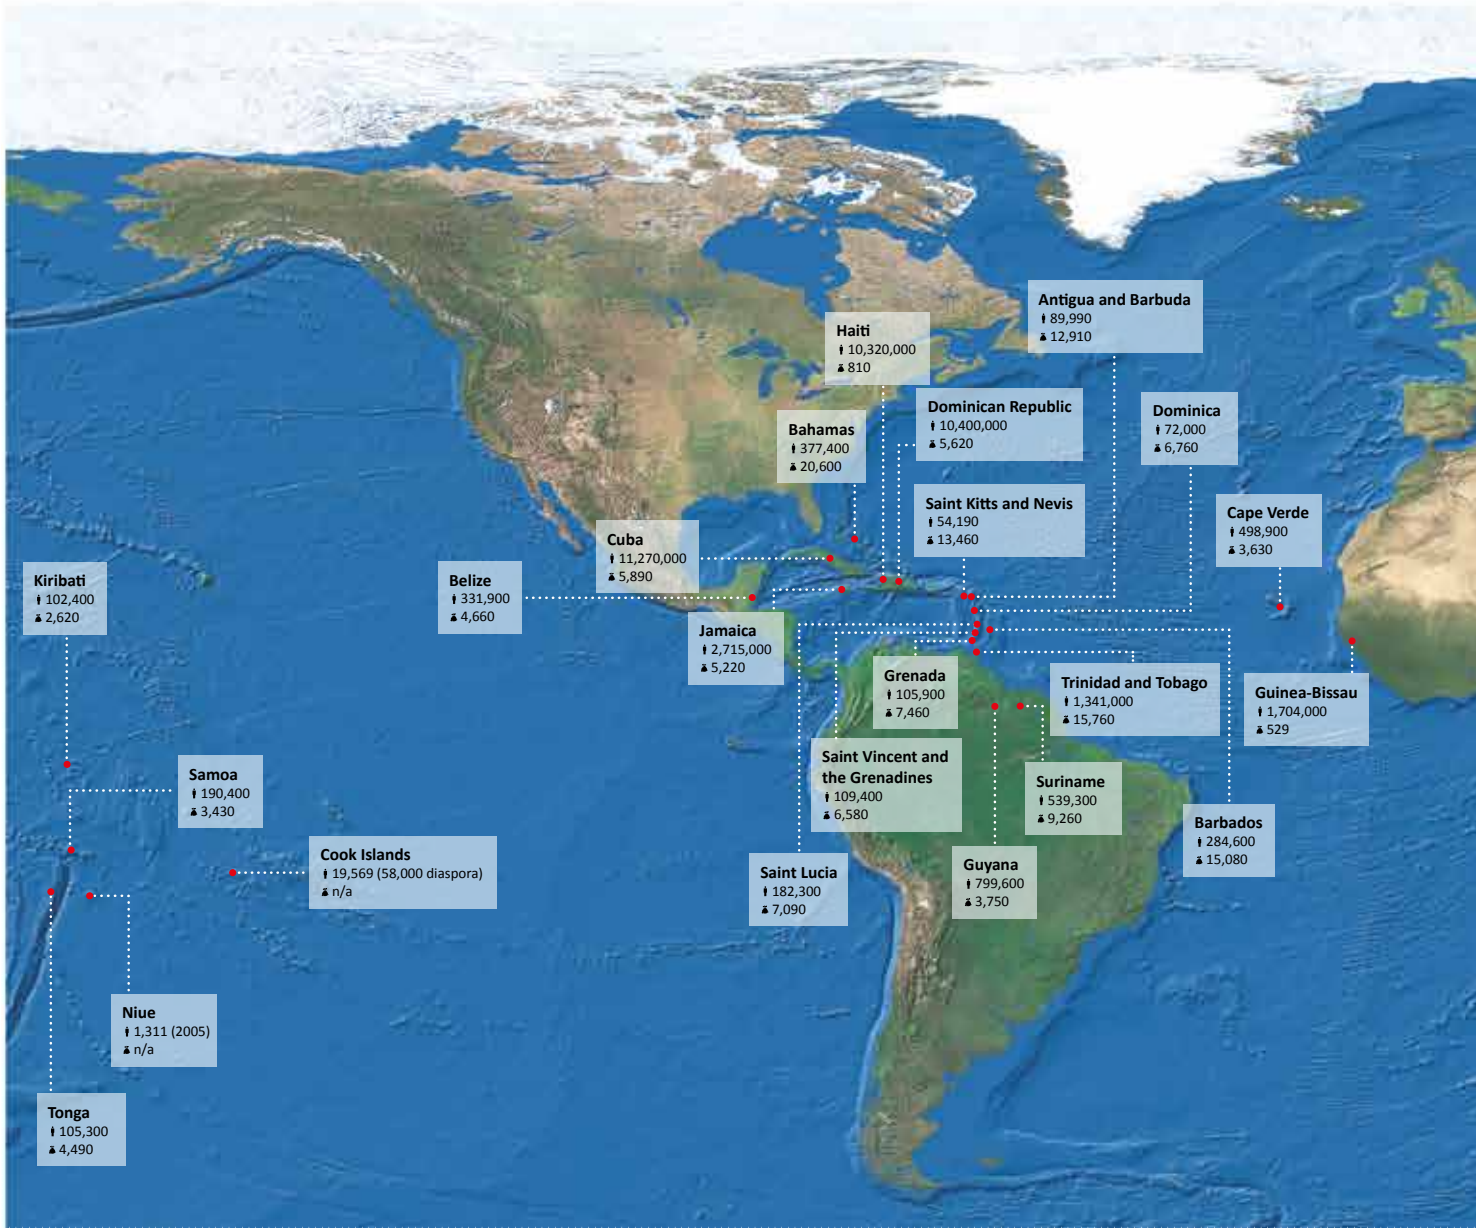 Antigua and Barbuda
89,990
12,910
Haiti
10,320,000
810
Dominican Republic
10,400,000
5,620
Dominica
72,000
6,760
Bahamas
377,400
20,600
Saint Kitts and Nevis
54,190
13,460
Cape Verde
498,900
3,630
Cuba
11,270,000
5,890
Kiribati
102,400
2,620
Belize
331,900
4,660
Jamaica
2,715,000
5,220
Grenada
105,900
7,460
Trinidad and Tobago
1,341,000
15,760
Guinea-Bissau
1,704,000
529
Samoa
190,400
3,430
Saint Vincent and
the Grenadines
109,400
6,580
Suriname
539,300
9,260
Barbados
284,600
15,080
Cook Islands
19,569 (58,000 diaspora)
n/a
Saint Lucia
182,300
7,090
Guyana
799,600
3,750
Niue
1,311 (2005)
n/a
Tonga
105,300
4,490